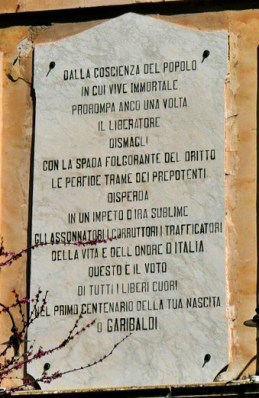 DALLA COSCIENZA DEL POPOLO
IN CUI VIVE IMMORTALE
PROROMPA ANCO UNA VOLTA
IL LIBERATORE
DISMAGLI
CON LA SPADA FOLGORANTE DEL DRITTO
LE PERFIDE TRAME DEI PREPOTENTI
DISPERDA
IN UN IMPETO D'IRA SUBLIME
GLI ASSONNATORI I CORRUTTORI I TRAFFICATORI
DELLA VITA E DELL'ONORE D'ITALIA
QUESTO È IL VOTO
DI TUTTI I LIBERI CUORI
NEL PRIMO CENTENARIO DELLA TUA NASCITA
O GARIBALDI